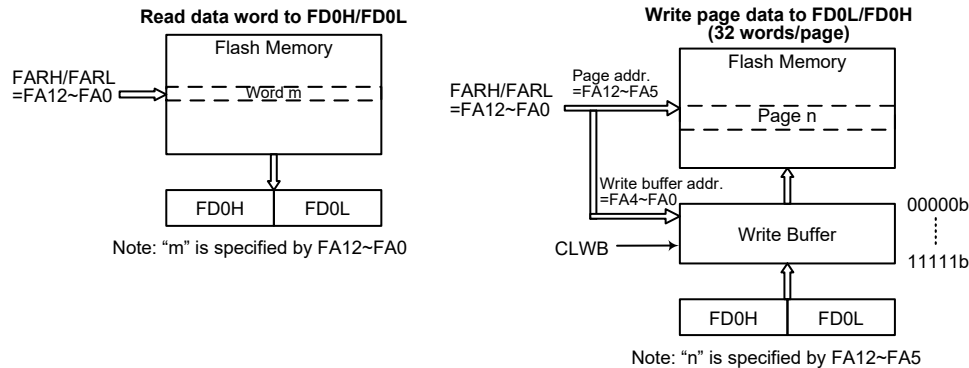 Read data word to FD0H/FD0L
Flash Memory
FARH/FARL
=FA12~FA0
Word m
FD0H
FD0L
Note: “m” is specified by FA12~FA0
Write page data to FD0L/FD0H
(32 words/page)
Flash Memory
Page addr.
=FA12~FA5
FARH/FARL
=FA12~FA0
Page n
Write buffer addr.
=FA4~FA0
00000b
Write Buffer
CLWB
11111b
FD0H
FD0L
Note: “n” is specified by FA12~FA5